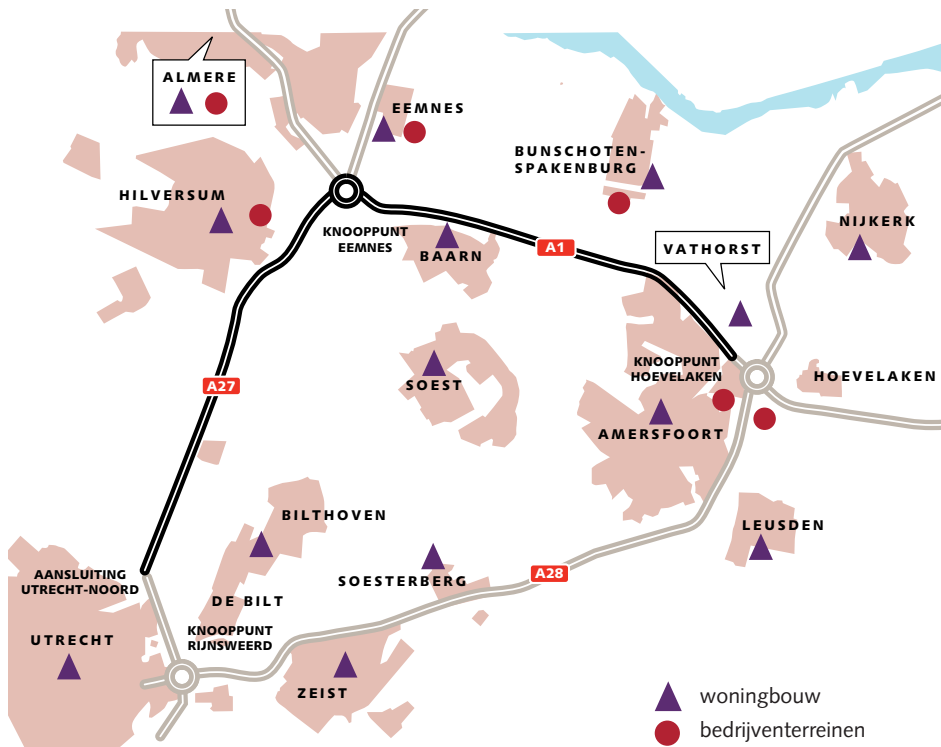 ALMERE
EEMNES
BUNSCHOTEN-
SPAKENBURG
HILVERSUM
NIJKERK
KNOOPPUNT
EEMNES
BAARN
A1
VATHORST
KNOOPPUNT
HOEVELAKEN
HOEVELAKEN
A27
SOEST
AMERSFOORT
BILTHOVEN
LEUSDEN
AANSLUITING
UTRECHT-NOORD
SOESTERBERG
A28
DE BILT
KNOOPPUNT
RIJNSWEERD
UTRECHT
ZEIST
woningbouw
bedrijventerreinen